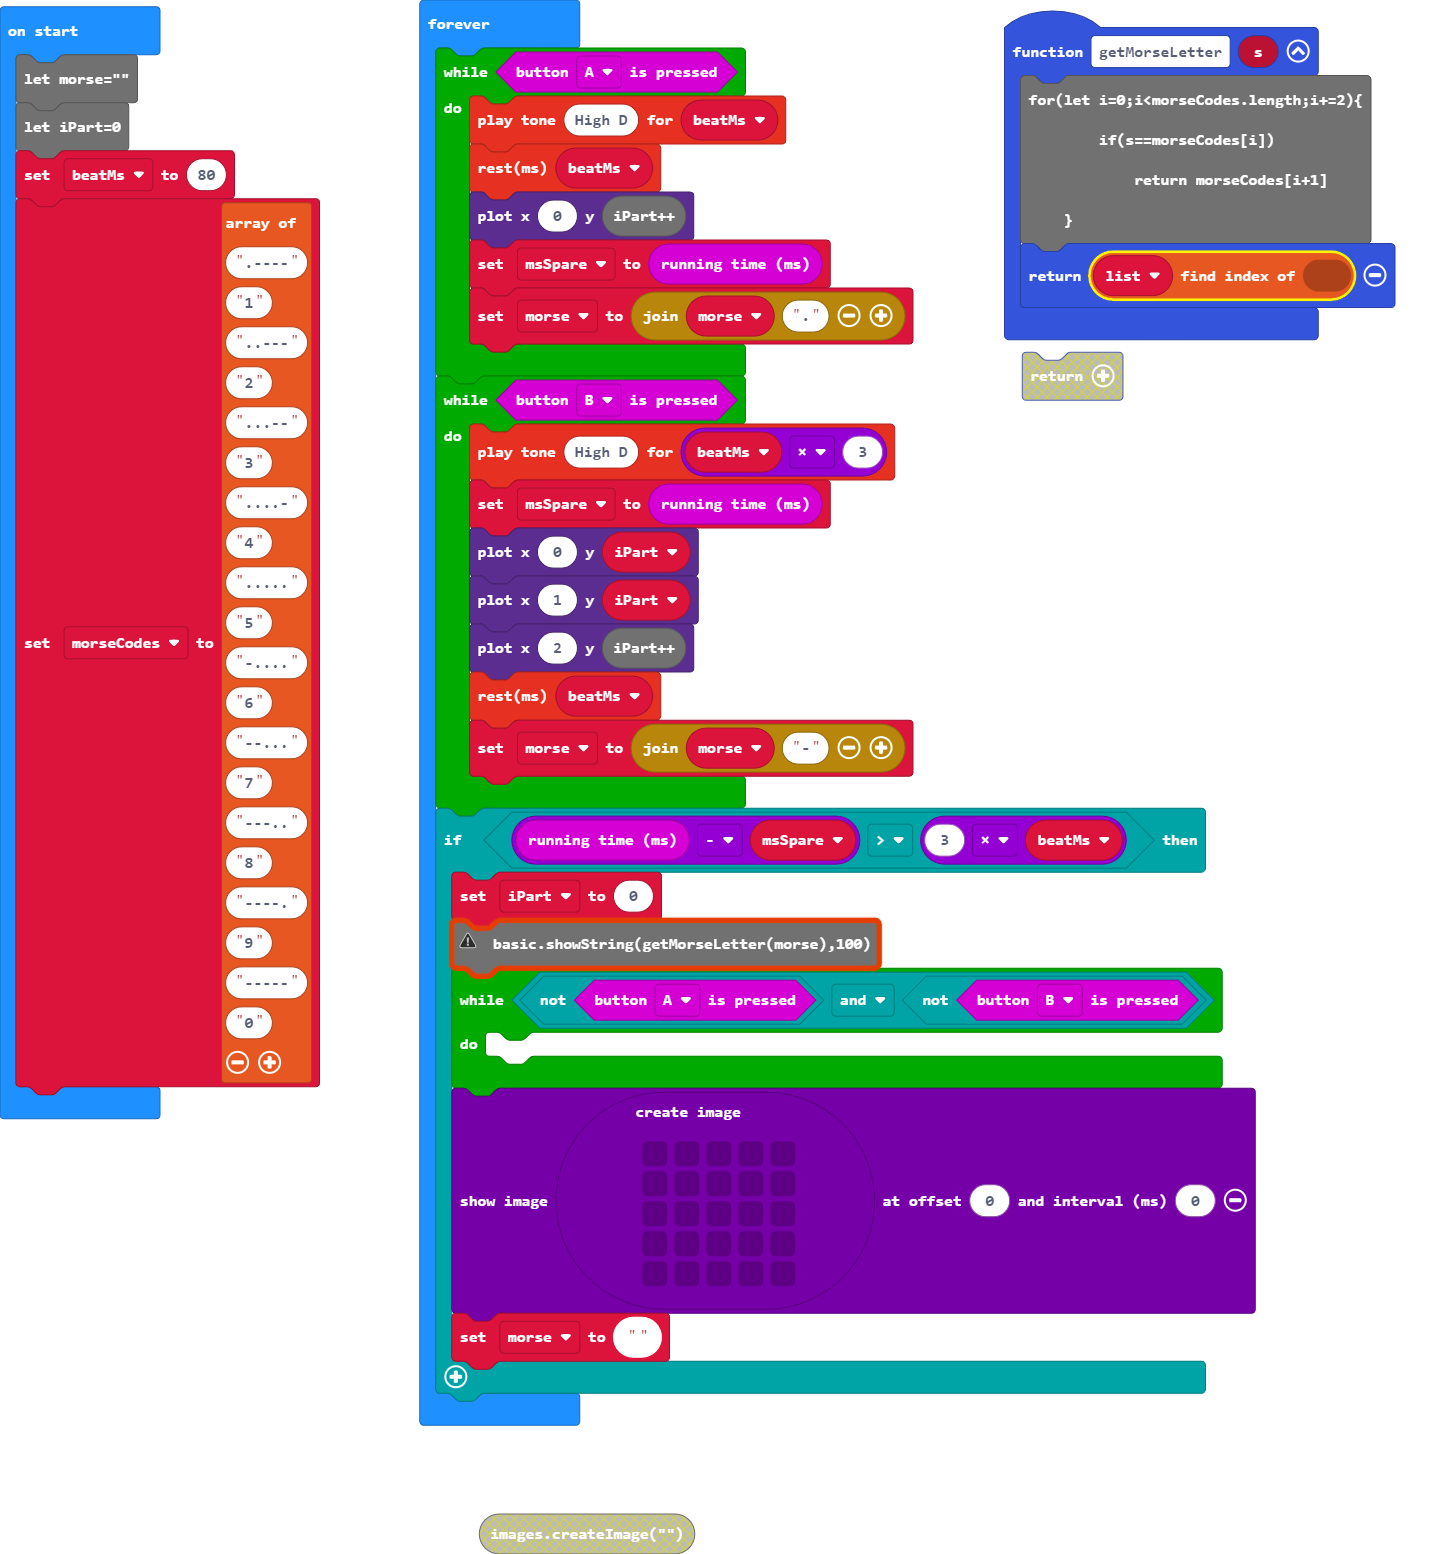 on start
let morse=""
let iPart=0
set beatMs to 80
set morseCodes to
array of
".----"
"1"
"..---"
"2"
"...--"
"3"
"....-"
"4"
"....."
"5"
"-...."
"6"
"--..."
"7"
"---.."
"8"
"----."
"9"
"-----"
"0"
forever
while button A is pressed
do
play tone High D for beatMs
rest(ms) beatMs
plot x 0 y iPart++
set msSpare to running time (ms)
set morse to join morse "."
while button B is pressed
do
play tone High D for beatMs × 3
set msSpare to running time (ms)
plot x 0 y iPart
plot x 1 y iPart
plot x 2 y iPart++
rest(ms) beatMs
set morse to join morse "-"
if running time (ms) - msSpare > 3 × beatMs then
set iPart to 0
basic.showString(getMorseLetter(morse),100)
while not button A is pressed and not button B is pressed
do
create image
show image at offset 0 and interval (ms) 0
set morse to " "
images.createImage("")
function getMorseLetter s
for(let i=0;i<morseCodes.length;i+=2){
if(s==morseCodes[i])
return morseCodes[i+1]
}
return list find index of
return